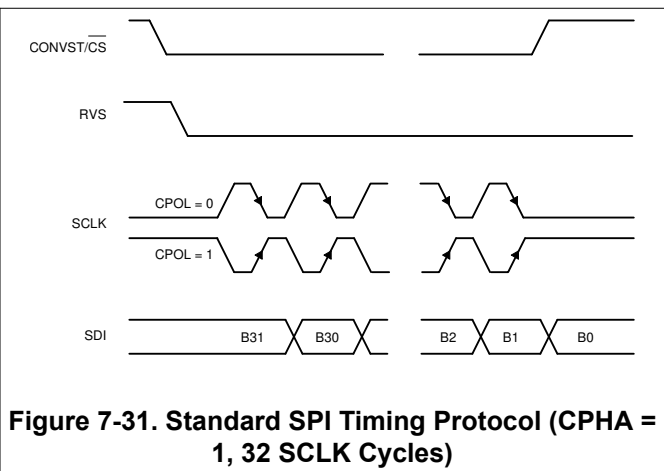 CONVST/CS
RVS
CPOL = 0
SCLK
CPOL = 1
SDI
B31
B30
B2
B1
B0
Figure 7-31. Standard SPI Timing Protocol (CPHA =
1, 32 SCLK Cycles)